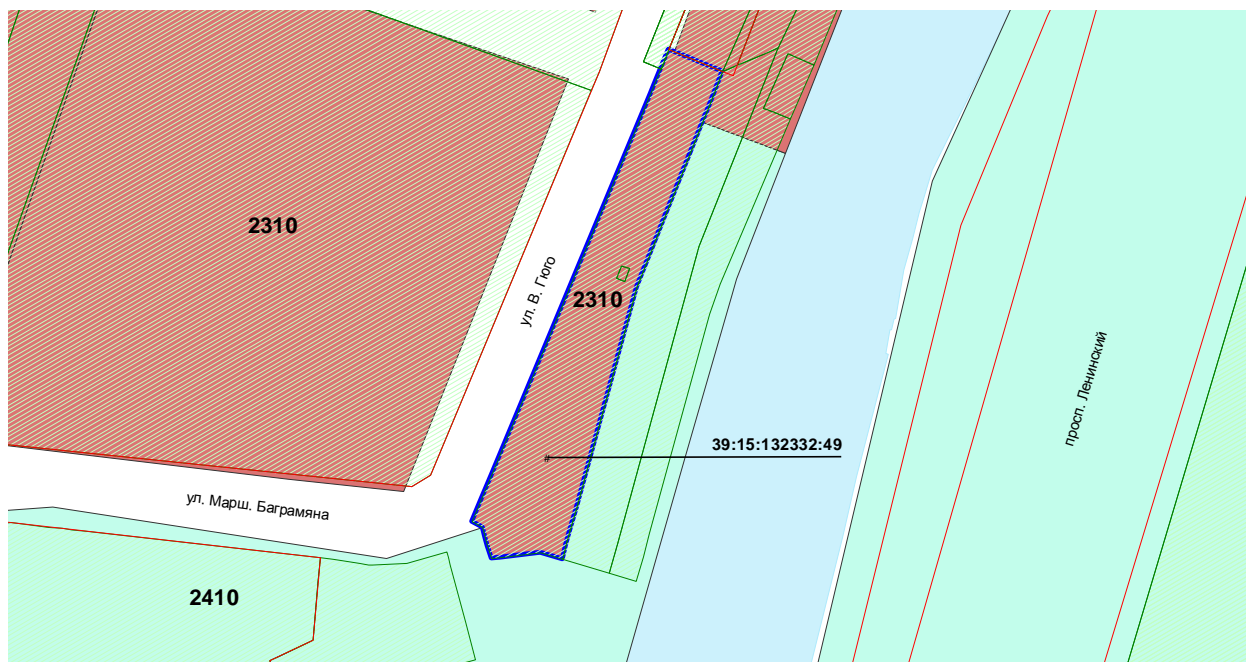 2310
ул. В. Гюго
2310
просп. Ленинский
39:15:132332:49
ул. Марш. Баграмяна
2410